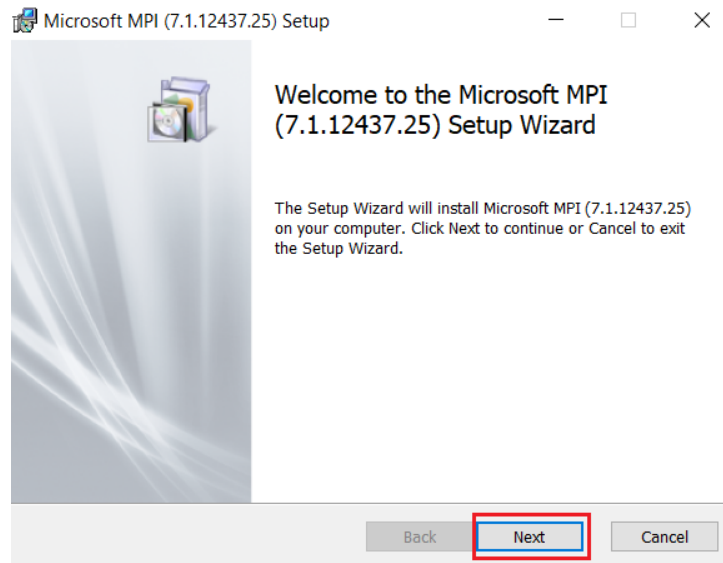 Microsoft MPI (7.1.12437.25) Setup
Welcome to the Microsoft MPI
(7.1.12437.25) Setup Wizard
The Setup Wizard will install Microsoft MPI (7.1.12437.25)
on your computer. Click Next to continue or Cancel to exit
the Setup Wizard.
Back Next Cancel